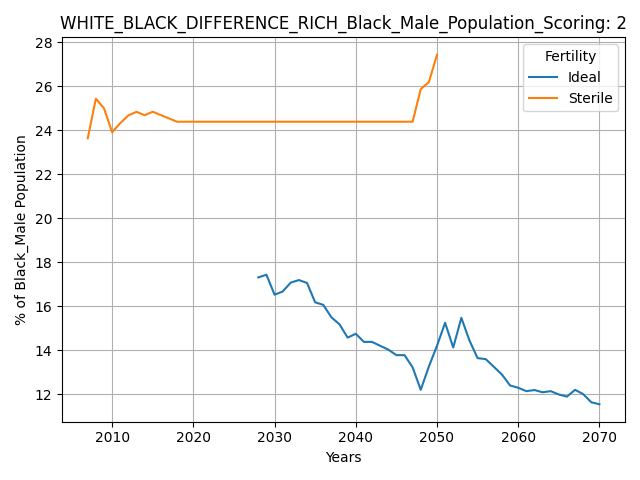 WHITE_BLACK_DIFFERENCE_RICH_Black_Male_Population_Scoring: 2
28
26
24
22
20
18
16
14
12
% of Black_Male Population
Fertility
Ideal
Sterile
2010
2020
2030
2040
2050
2060
2070
Years